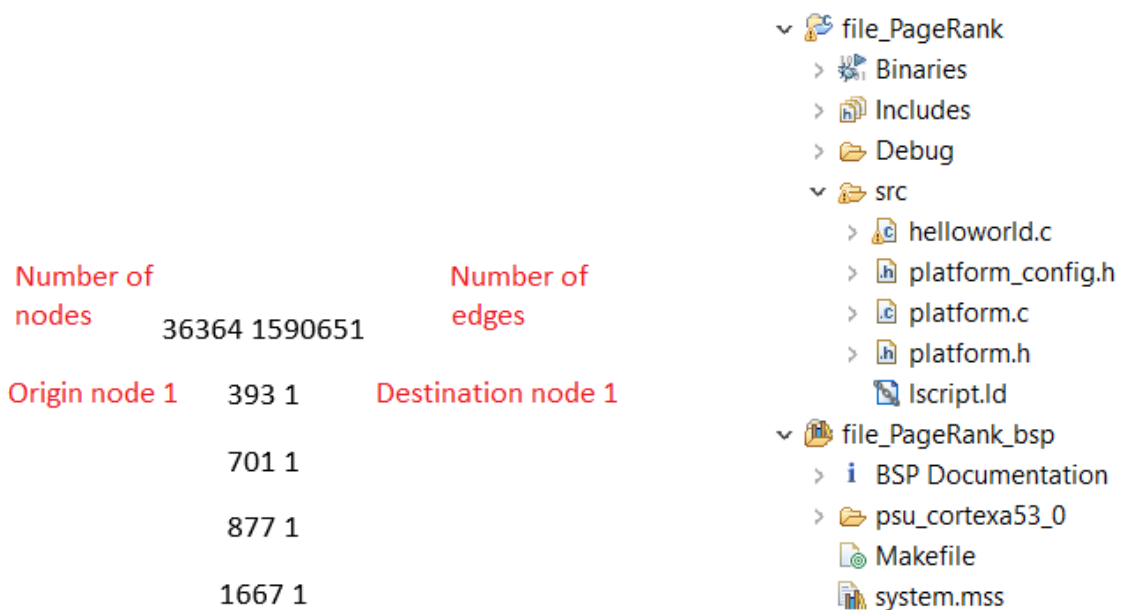 Number of
nodes
36364 1590651
Number of
edges
Origin node 1
393 1
Destination node 1
701 1
877 1
1667 1
file_PageRank
Binaries
Includes
Debug
src
helloworld.c
platform_config.h
platform.c
platform.h
lscript.ld
file_PageRank_bsp
BSP Documentation
psu_cortexa53_0
Makefile
system.mss